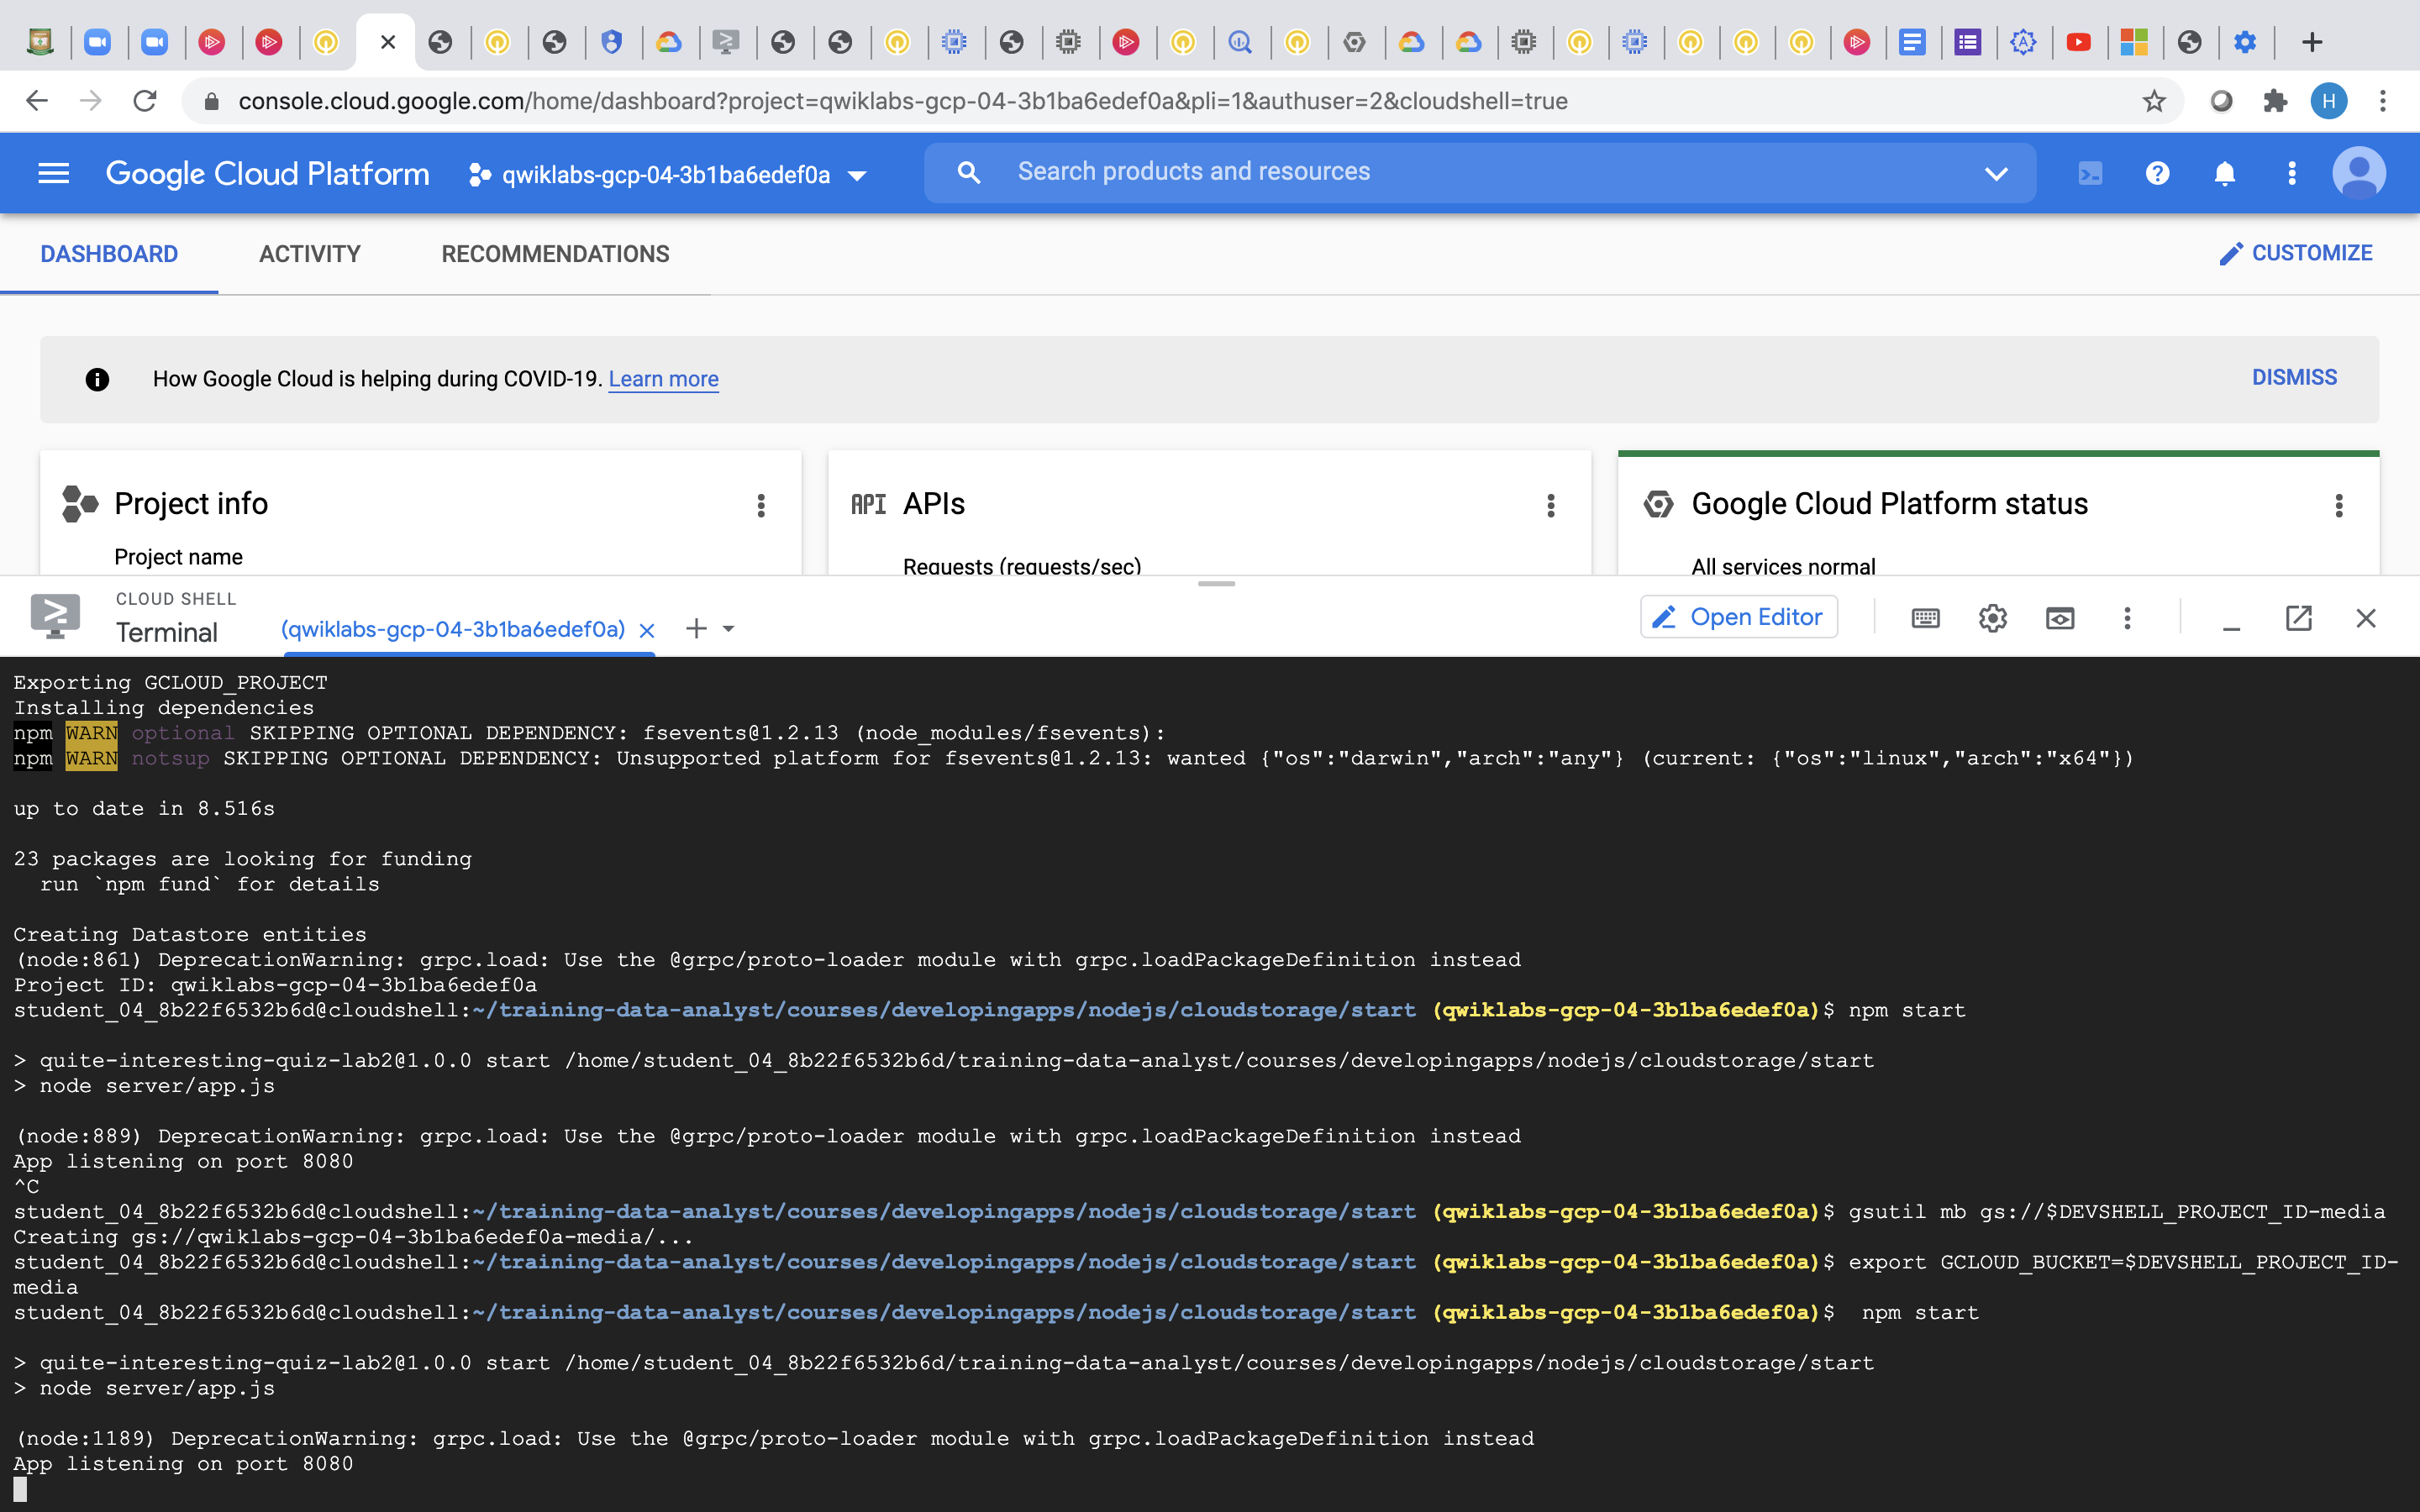 console.cloud.google.com/home/dashboard?project=qwiklabs-gcp-04-3b1ba6edef0a&pli=1&authuser=2&cloudshell=true
H
Google Cloud Platform
qwiklabs-gcp-04-3b1ba6edef0a
Search products and resources
DASHBOARD
ACTIVITY
RECOMMENDATIONS
CUSTOMIZE
How Google Cloud is helping during COVID-19. Learn more
DISMISS
Project info
Project name
API APIs
Requests (requests/sec)
Google Cloud Platform status
All services normal
CLOUD SHELL
Terminal
(qwiklabs-gcp-04-3b1ba6edef0a)
Open Editor
Exporting GCLOUD_PROJECT
Installing dependencies
npm WARN optional SKIPPING OPTIONAL DEPENDENCY: fsevents@1.2.13 (node_modules/fsevents):
npm WARN notsup SKIPPING OPTIONAL DEPENDENCY: Unsupported platform for fsevents@1.2.13: wanted {"os":"darwin","arch":"any"} (current: {"os":"linux","arch":"x64"})
up to date in 8.516s
23 packages are looking for funding
run `npm fund` for details
Creating Datastore entities
(node:861) DeprecationWarning: grpc.load: Use the @grpc/proto-loader module with grpc.loadPackageDefinition instead
Project ID: qwiklabs-gcp-04-3b1ba6edef0a
student_04_8b22f6532b6d@cloudshell:~/training-data-analyst/courses/developingapps/nodejs/cloudstorage/start (qwiklabs-gcp-04-3b1ba6edef0a)$ npm start
> quite-interesting-quiz-lab2@1.0.0 start /home/student_04_8b22f6532b6d/training-data-analyst/courses/developingapps/nodejs/cloudstorage/start
> node server/app.js
(node:889) DeprecationWarning: grpc.load: Use the @grpc/proto-loader module with grpc.loadPackageDefinition instead
App listening on port 8080
^C
student_04_8b22f6532b6d@cloudshell:~/training-data-analyst/courses/developingapps/nodejs/cloudstorage/start (qwiklabs-gcp-04-3b1ba6edef0a)$ gsutil mb gs://$DEVSHELL_PROJECT_ID-media
Creating gs://qwiklabs-gcp-04-3b1ba6edef0a-media/...
student_04_8b22f6532b6d@cloudshell:~/training-data-analyst/courses/developingapps/nodejs/cloudstorage/start (qwiklabs-gcp-04-3b1ba6edef0a)$ export GCLOUD_BUCKET=$DEVSHELL_PROJECT_ID-
media
student_04_8b22f6532b6d@cloudshell:~/training-data-analyst/courses/developingapps/nodejs/cloudstorage/start (qwiklabs-gcp-04-3b1ba6edef0a)$  npm start
> quite-interesting-quiz-lab2@1.0.0 start /home/student_04_8b22f6532b6d/training-data-analyst/courses/developingapps/nodejs/cloudstorage/start
> node server/app.js
(node:1189) DeprecationWarning: grpc.load: Use the @grpc/proto-loader module with grpc.loadPackageDefinition instead
App listening on port 8080